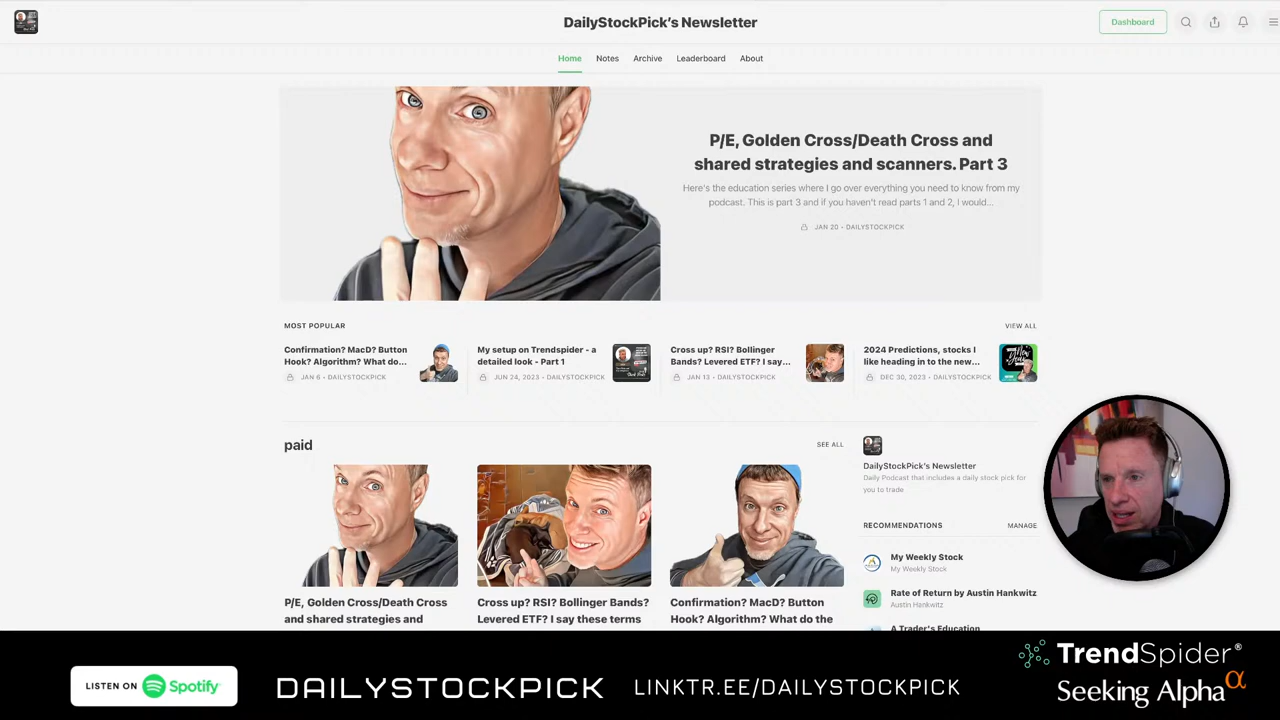 DailyStockPick's Newsletter
Dashboard
Home
Notes
Archive
Leaderboard
About
P/E, Golden Cross/Death Cross and
shared strategies and scanners. Part 3
Here's the education series where I go over everything you need to know from my
podcast. This is part 3 and if you haven't read parts 1 and 2, I would...
JAN 20 • DAILYSTOCKPICK
MOST POPULAR
VIEW ALL
Confirmation? MacD? Button
Hook? Algorithm? What do...
JAN 6 • DAILYSTOCKPICK
My setup on Trendspider - a
detailed look - Part 1
JUN 24, 2023 • DAILYSTOCKPICK
Cross up? RSI? Bollinger
Bands? Levered ETF? I say...
JAN 13 • DAILYSTOCKPICK
2024 Predictions, stocks I
like heading in to the new...
DEC 30, 2023 • DAILYSTOCKPICK
paid
SEE ALL
P/E, Golden Cross/Death Cross
and shared strategies and
Cross up? RSI? Bollinger Bands?
Levered ETF? I say these terms
Confirmation? MacD? Button
Hook? Algorithm? What do the
DailyStockPick's Newsletter
Daily Podcast that includes a daily stock pick for
you to trade
RECOMMENDATIONS
MANAGE
My Weekly Stock
My Weekly Stock
Rate of Return by Austin Hankwitz
Austin Hankwitz
A Trader's Education
LISTEN ON Spotify
DAILYSTOCKPICK
LINKTR.EE/DAILYSTOCKPICK
TrendSpider®
Seeking Alpha α